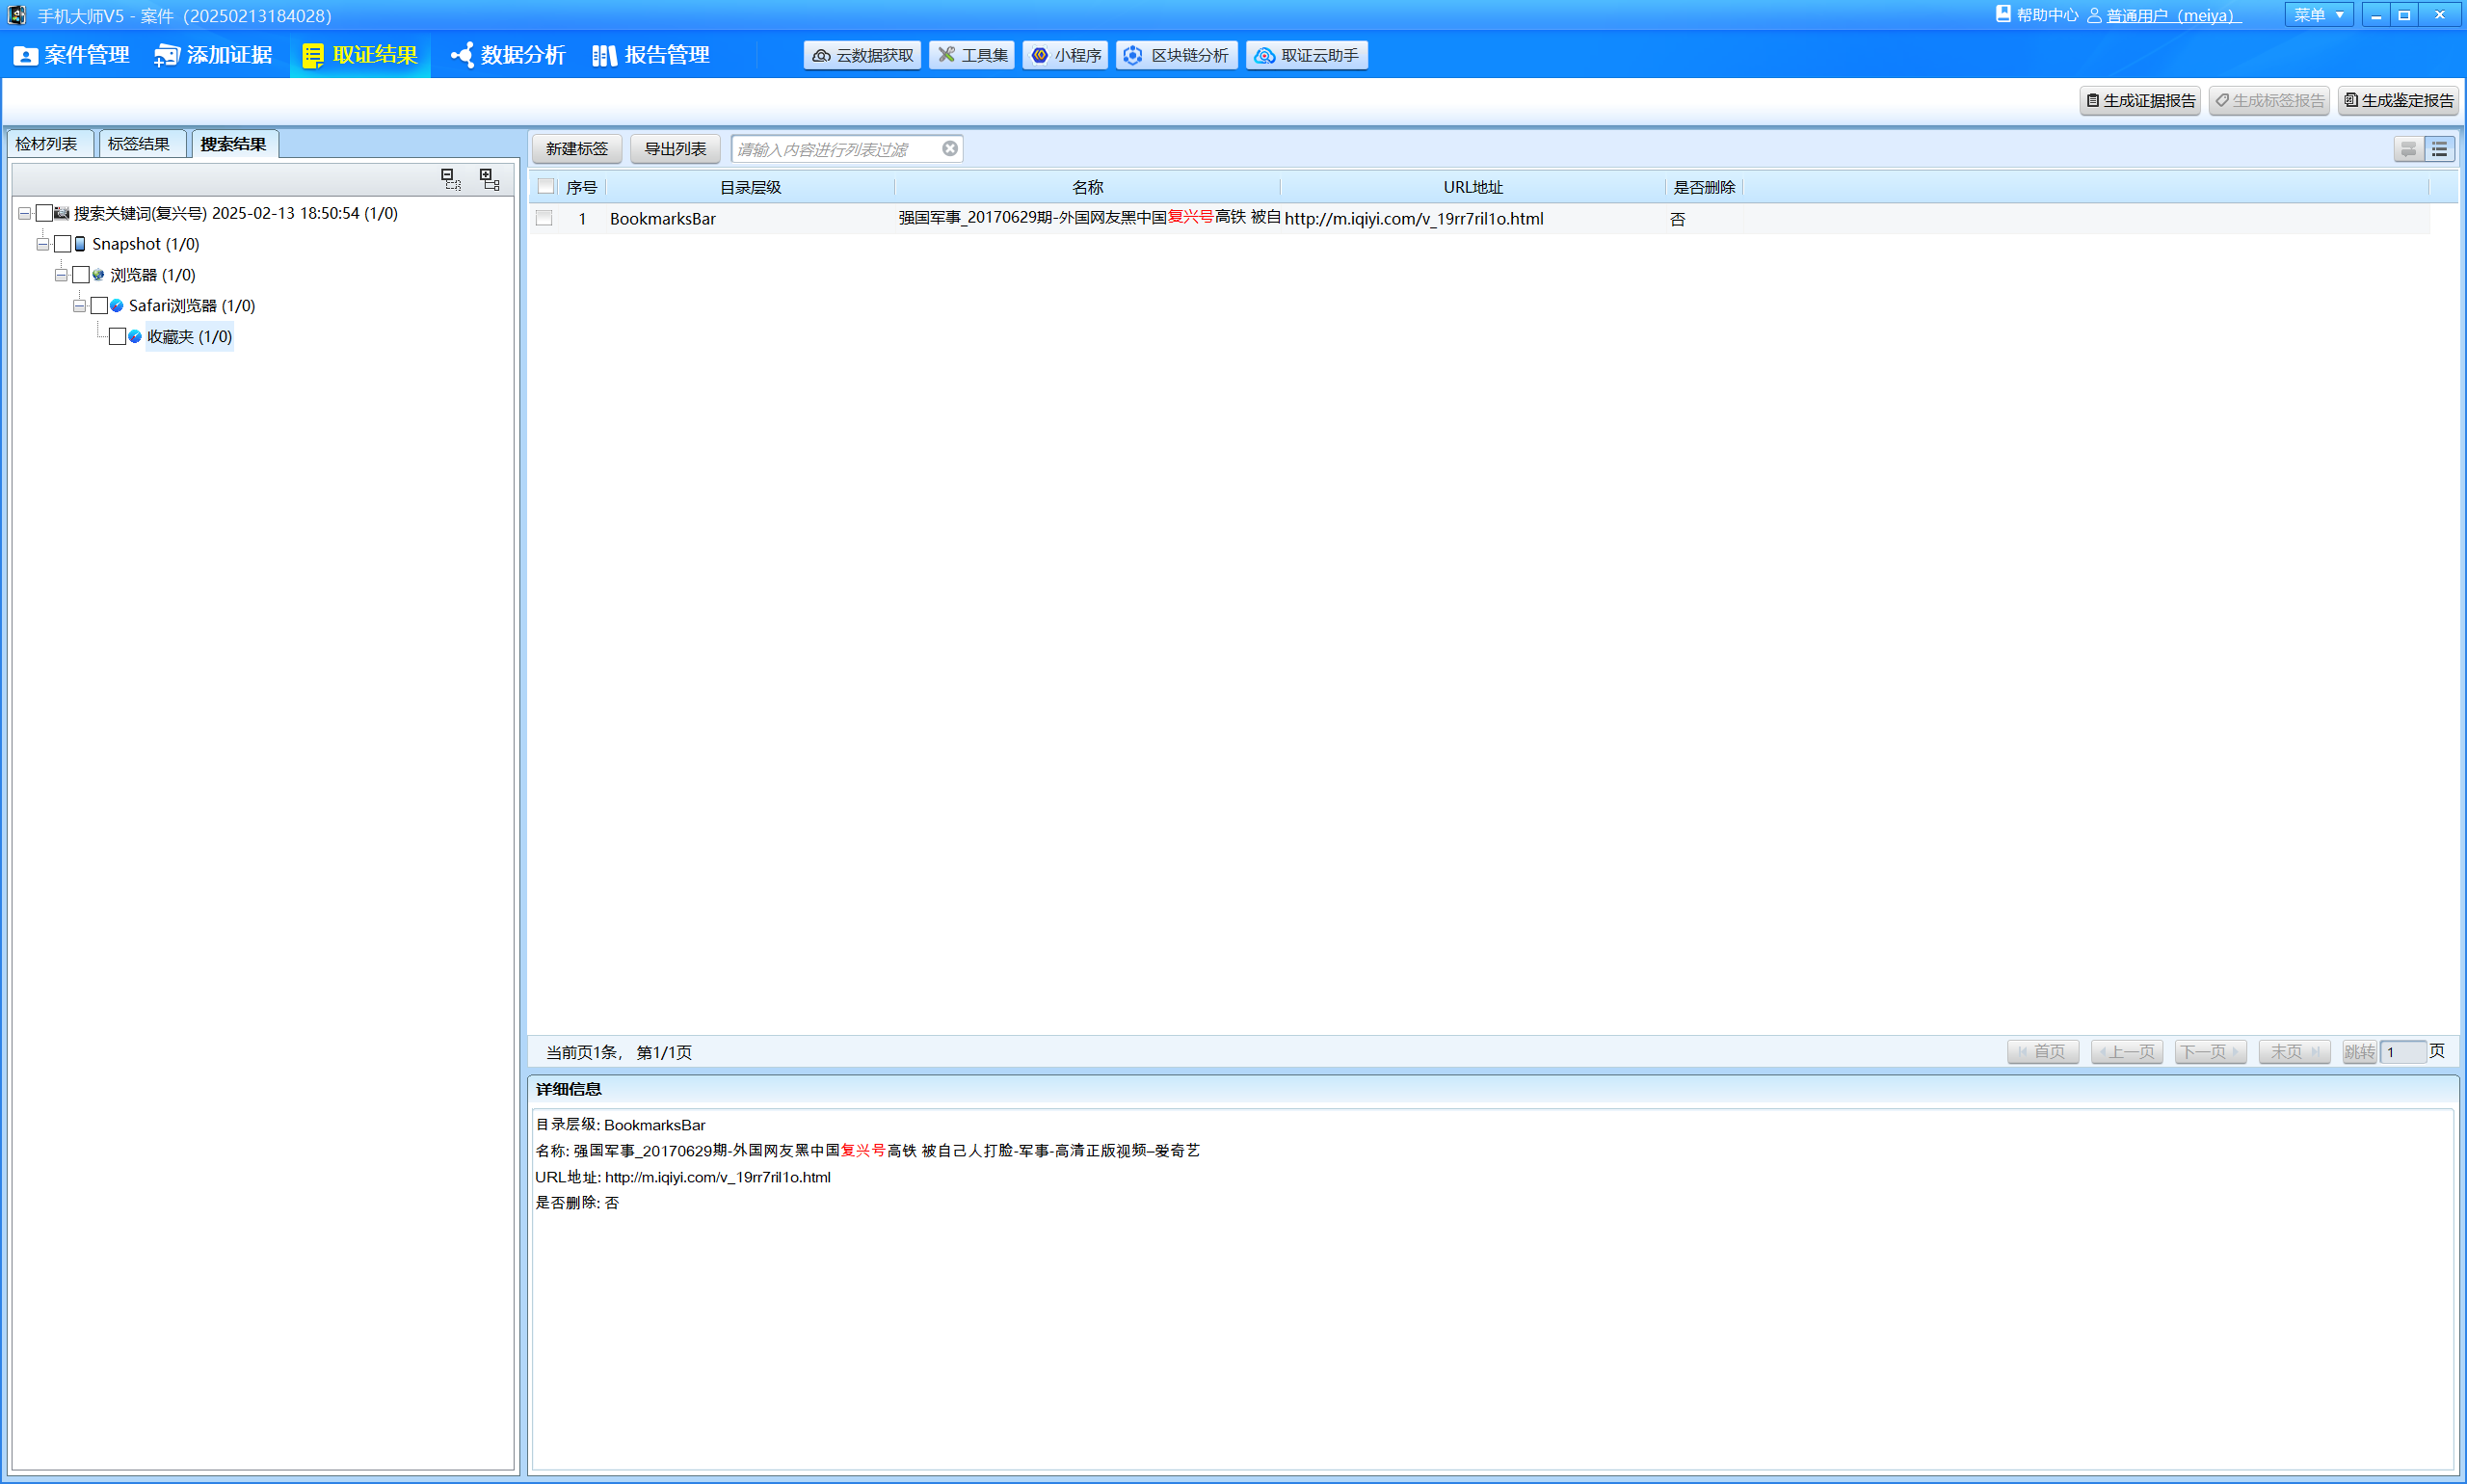 手机大师V5 - 案件（20250213184028）
帮助中心 普通用户（meiya） 菜单
案件管理 添加证据 取证结果 数据分析 报告管理 云数据获取 工具集 小程序 区块链分析 取证云助手
生成证据报告 生成标签报告 生成鉴定报告
检材列表 标签结果 搜索结果
搜索关键词(复兴号) 2025-02-13 18:50:54 (1/0)
Snapshot (1/0)
浏览器 (1/0)
Safari浏览器 (1/0)
收藏夹 (1/0)
新建标签 导出列表 请输入内容进行列表过滤
序号 目录层级 名称 URL地址 是否删除
1 BookmarksBar 强国军事_20170629期-外国网友黑中国复兴号高铁 被自 http://m.iqiyi.com/v_19rr7ril1o.html 否
当前页1条， 第1/1页
首页 上一页 下一页 末页 跳转 1 页
详细信息
目录层级: BookmarksBar
名称: 强国军事_20170629期-外国网友黑中国复兴号高铁 被自己人打脸-军事-高清正版视频–爱奇艺
URL地址: http://m.iqiyi.com/v_19rr7ril1o.html
是否删除: 否